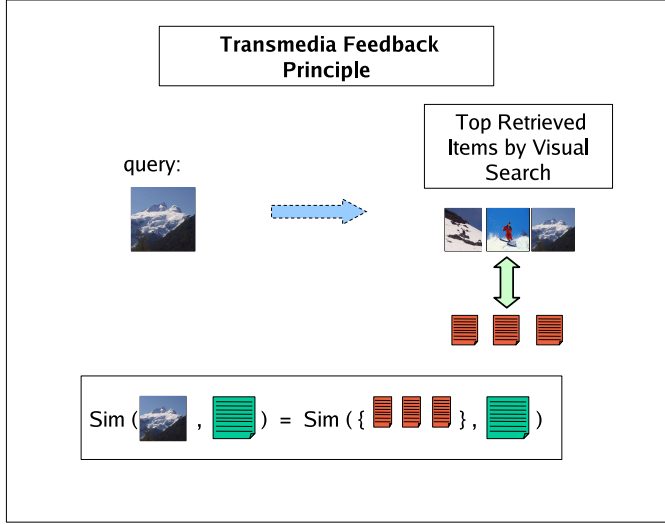 Transmedia Feedback
Principle
Top Retrieved
Items by Visual
Search
query:
Sim ( , ) = Sim ( { } , )